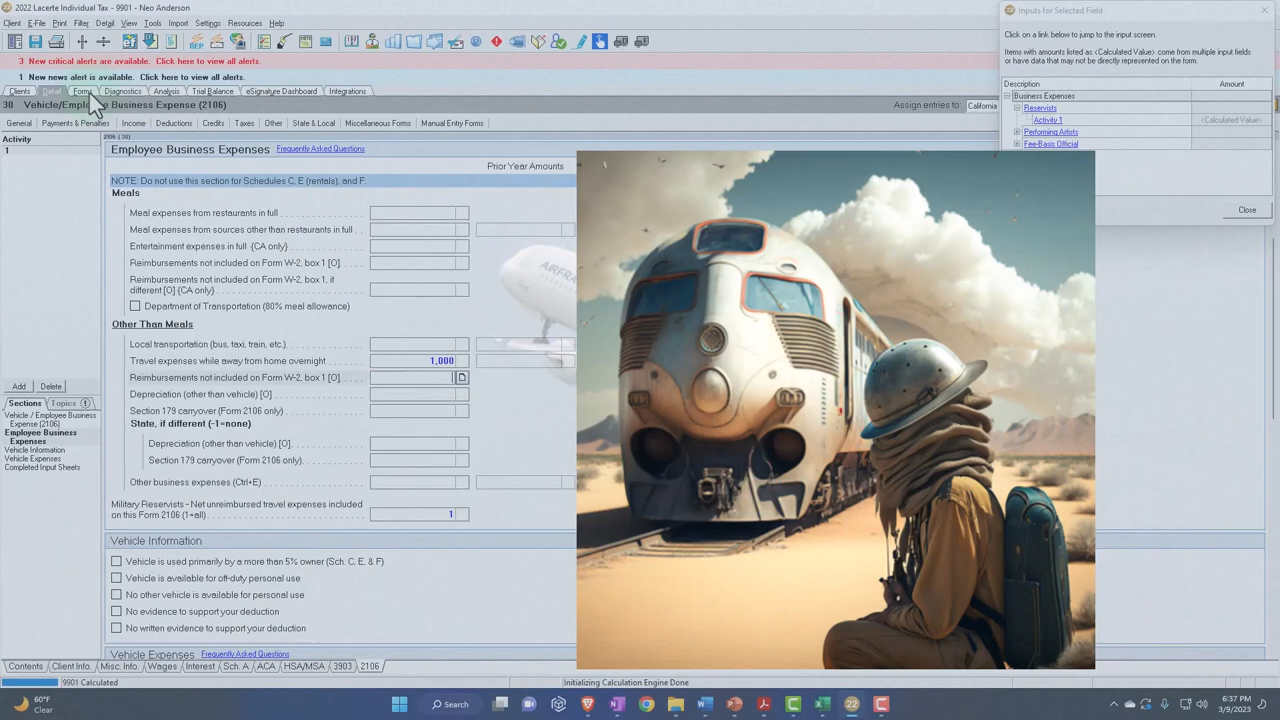 2022 Lacerte Individual Tax - 9901 - Neo Anderson
Client E-File Print Filter Detail View Tools Import Settings Resources Help
3 New critical alerts are available. Click here to view all alerts.
1 New news alert is available. Click here to view all alerts.
Clients Detail Forms Diagnostics Analysis Trial Balance eSignature Dashboard Integrations
30 Vehicle/Employee Business Expense (2106)
Assign entries to: California
General Payments & Penalties Income Deductions Credits Taxes Other State & Local Miscellaneous Forms Manual Entry Forms
Activity
1
Add Delete
Sections Topics
Vehicle / Employee Business
Expense (2106)
Employee Business
Expenses
Vehicle Information
Vehicle Expenses
Completed Input Sheets
2106 (30)
Employee Business Expenses Frequently Asked Questions
Prior Year Amounts
NOTE: Do not use this section for Schedules C, E (rentals), and F.
Meals
Meal expenses from restaurants in full
Meal expenses from sources other than restaurants in full
Entertainment expenses in full {CA only}
Reimbursements not included on Form W-2, box 1 [O]
Reimbursements not included on Form W-2, box 1, if
different [O] {CA only}
Department of Transportation (80% meal allowance)
Other Than Meals
Local transportation (bus, taxi, train, etc.)
Travel expenses while away from home overnight 1,000
Reimbursements not included on Form W-2, box 1 [O]
Depreciation (other than vehicle) [O]
Section 179 carryover (Form 2106 only)
State, if different (-1=none)
Depreciation (other than vehicle) [O]
Section 179 carryover (Form 2106 only)
Other business expenses (Ctrl+E)
Military Reservists - Net unreimbursed travel expenses included
on this Form 2106 (1=all) 1
Vehicle Information
Vehicle is used primarily by a more than 5% owner (Sch. C, E, & F)
Vehicle is available for off-duty personal use
No other vehicle is available for personal use
No evidence to support your deduction
No written evidence to support your deduction
Vehicle Expenses Frequently Asked Questions
Contents Client Info. Misc. Info. Wages Interest Sch. A ACA HSA/MSA 3903 2106
9901 Calculated
Initializing Calculation Engine Done
Inputs for Selected Field
Click on a link below to jump to the input screen.
Items with amounts listed as <Calculated Value> come from multiple input fields
or have data that may not be directly represented on the form.
Description Amount
Business Expenses
Reservists
Activity 1 <Calculated Value>
Performing Artists
Fee-Basis Official
Close
AIRFRA
60°F
Clear
Search
22
6:37 PM
3/9/2023